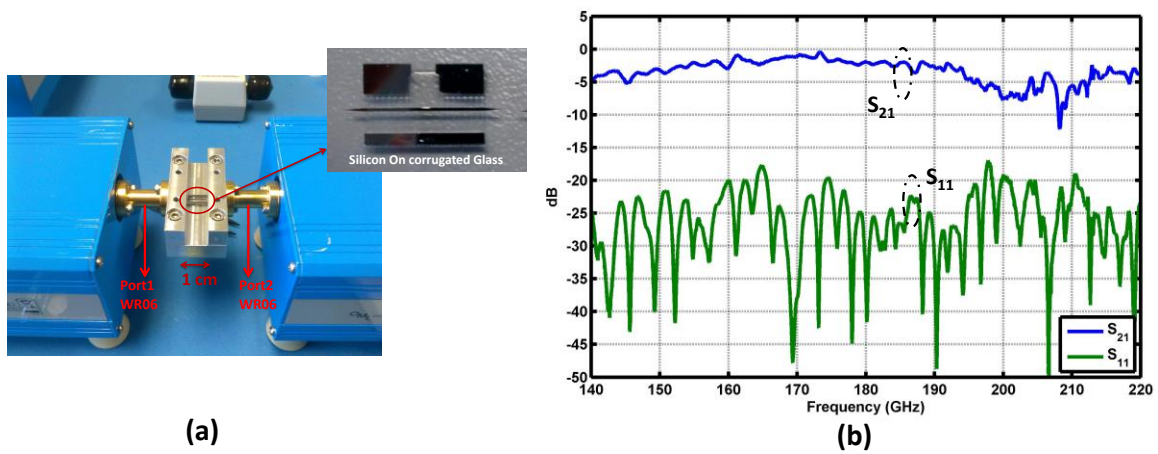 Silicon On corrugated Glass
Port1
WR06
1 cm
Port2
WR06
(a)
5
0
-5
-10
-15
-20
-25
-30
-35
-40
-45
-50
dB
S21
S11
S21
S11
140 150 160 170 180 190 200 210 220
Frequency (GHz)
(b)